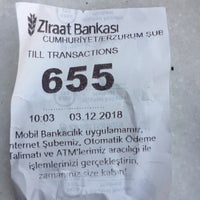 Ziraat Bankası
CUMHURİYET/ERZURUM ŞUB
TILL TRANSACTIONS
655
10:03 03.12.2018
Mobil Bankacılık uygulamamız,
İnternet Şubemiz, Otomatik Ödeme
Talimatı ve ATM'lerimiz aracılığı ile
işlemlerinizi gerçekleştirin,
zamanınız size kalsın!